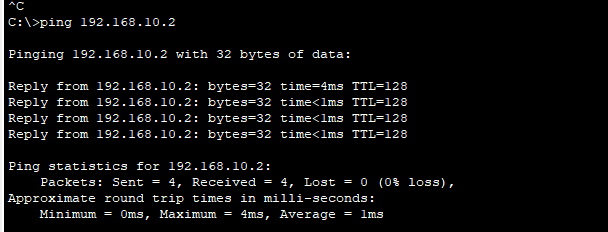 ^C
C:\>ping 192.168.10.2
Pinging 192.168.10.2 with 32 bytes of data:
Reply from 192.168.10.2: bytes=32 time=4ms TTL=128
Reply from 192.168.10.2: bytes=32 time<1ms TTL=128
Reply from 192.168.10.2: bytes=32 time<1ms TTL=128
Reply from 192.168.10.2: bytes=32 time<1ms TTL=128
Ping statistics for 192.168.10.2:
Packets: Sent = 4, Received = 4, Lost = 0 (0% loss),
Approximate round trip times in milli-seconds:
Minimum = 0ms, Maximum = 4ms, Average = 1ms